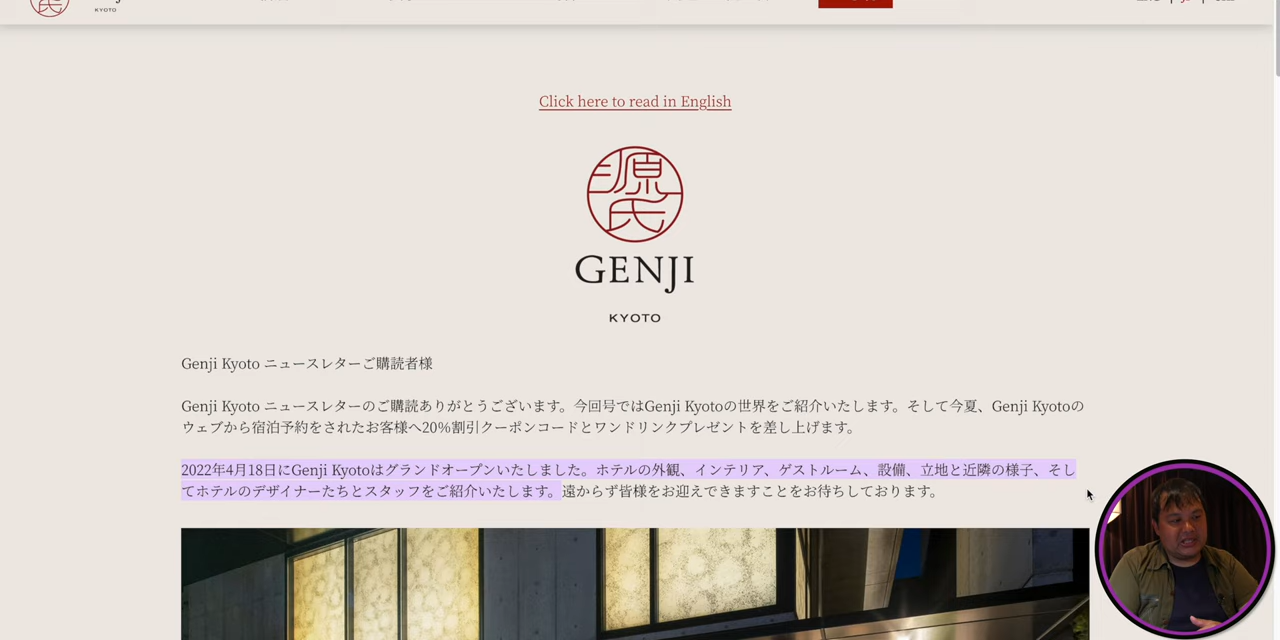 KYOTO
Click here to read in English
源氏
GENJI
KYOTO
Genji Kyoto ニュースレターご購読者様
Genji Kyoto ニュースレターのご購読ありがとうございます。今回号ではGenji Kyotoの世界をご紹介いたします。そして今夏、Genji Kyotoの
ウェブから宿泊予約をされたお客様へ20%割引クーポンコードとワンドリンクプレゼントを差し上げます。
2022年4月18日にGenji Kyotoはグランドオープンいたしました。ホテルの外観、インテリア、ゲストルーム、設備、立地と近隣の様子、そし
てホテルのデザイナーたちとスタッフをご紹介いたします。遠からず皆様をお迎えできますことをお待ちしております。